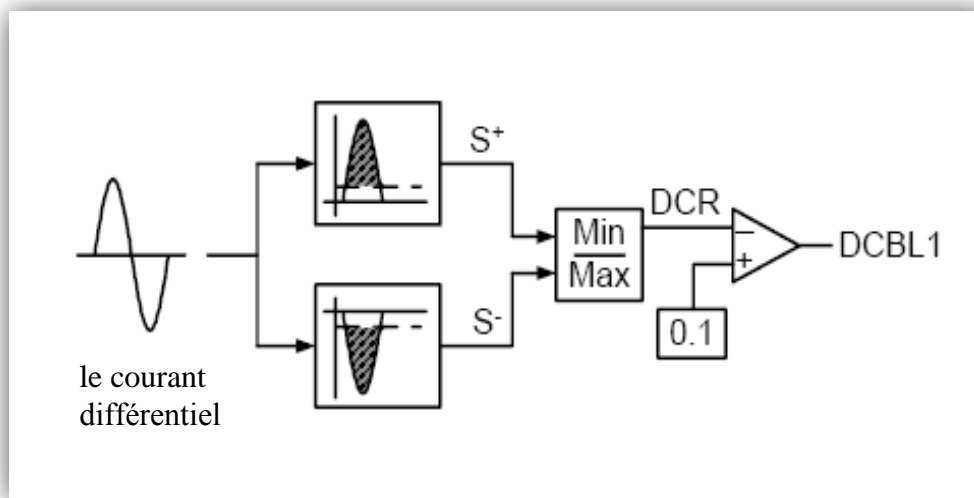 S+
DCR
Min
Max
−
+
DCBL1
0.1
S-
le courant
différentiel